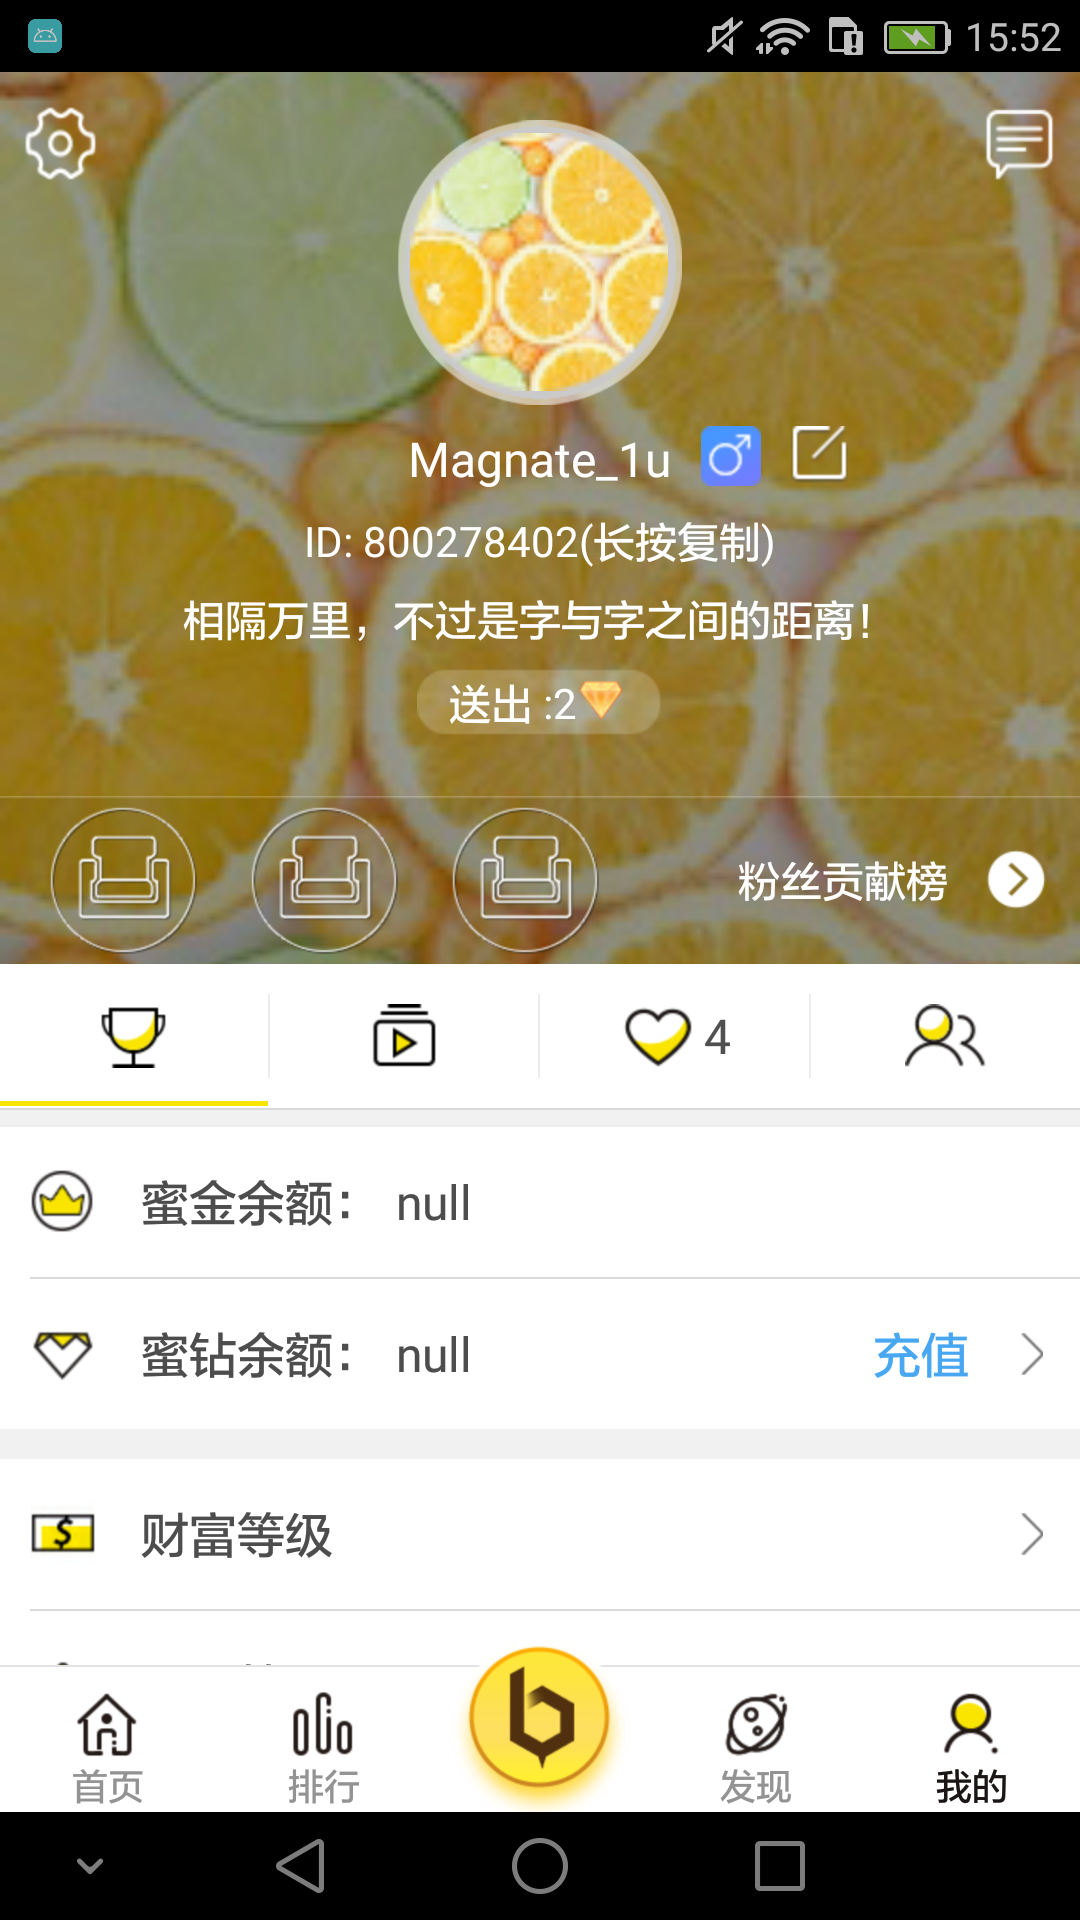 15:52
Magnate_1u
ID: 800278402(长按复制)
相隔万里，不过是字与字之间的距离！
送出 :2
粉丝贡献榜
4
蜜金余额： null
蜜钻余额： null 充值
财富等级
首页 排行 发现 我的